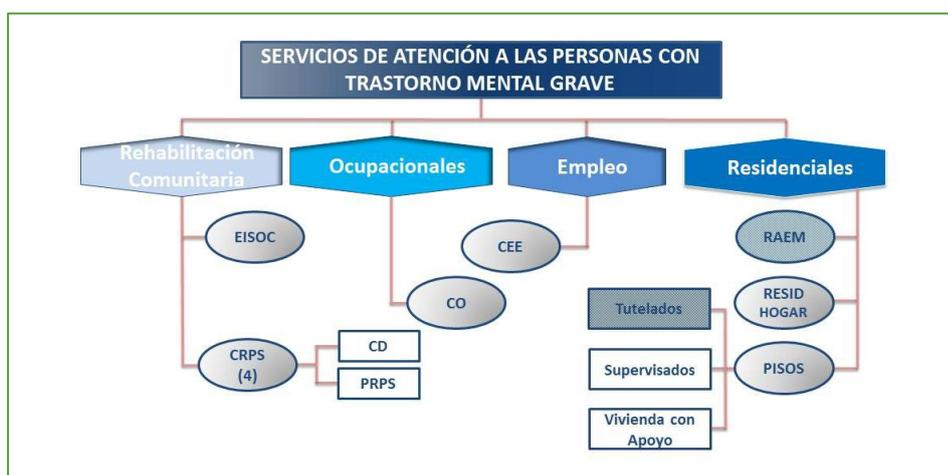 SERVICIOS DE ATENCIÓN A LAS PERSONAS CON
TRASTORNO MENTAL GRAVE
Rehabilitación
Comunitaria
Ocupacionales
Empleo
Residenciales
EISOC
CEE
RAEM
CO
Tutelados
RESID
HOGAR
CRPS
(4)
CD
PRPS
Supervisados
PISOS
Vivienda con
Apoyo